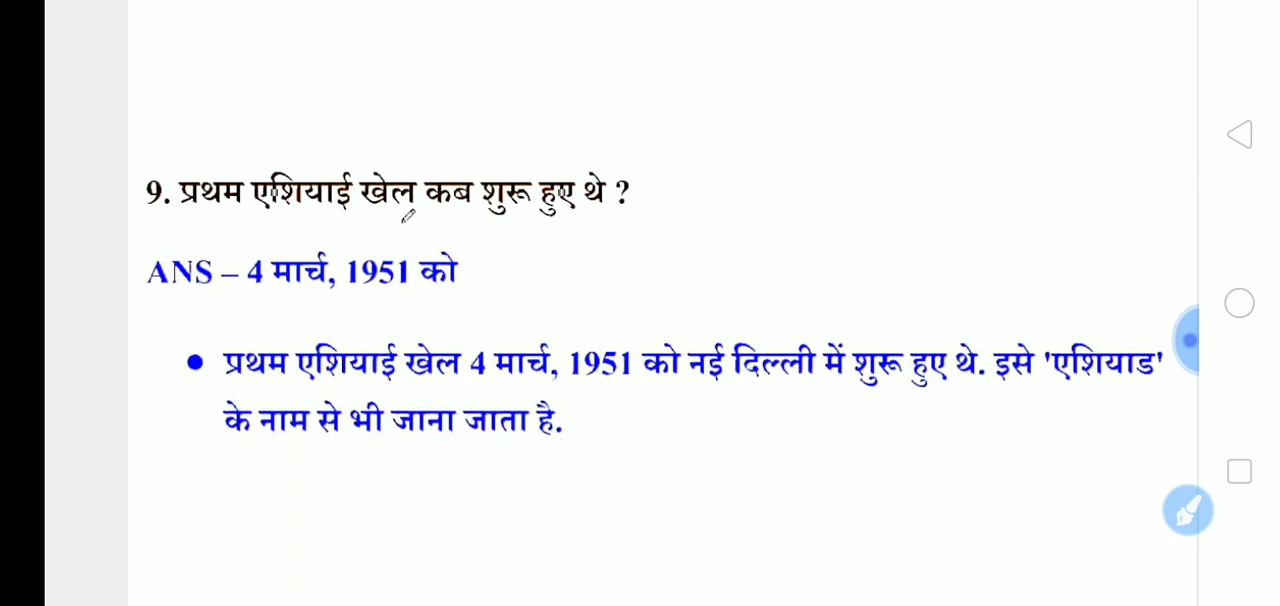 9. प्रथम एशियाई खेल कब शुरू हुए थे ?
ANS – 4 मार्च, 1951 को
• प्रथम एशियाई खेल 4 मार्च, 1951 को नई दिल्ली में शुरू हुए थे. इसे 'एशियाड'
के नाम से भी जाना जाता है.